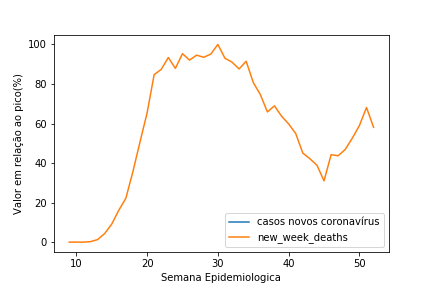 100
80
60
40
20
0
Valor em relação ao pico(%)
casos novos coronavírus
new_week_deaths
10
20
30
40
50
Semana Epidemiologica